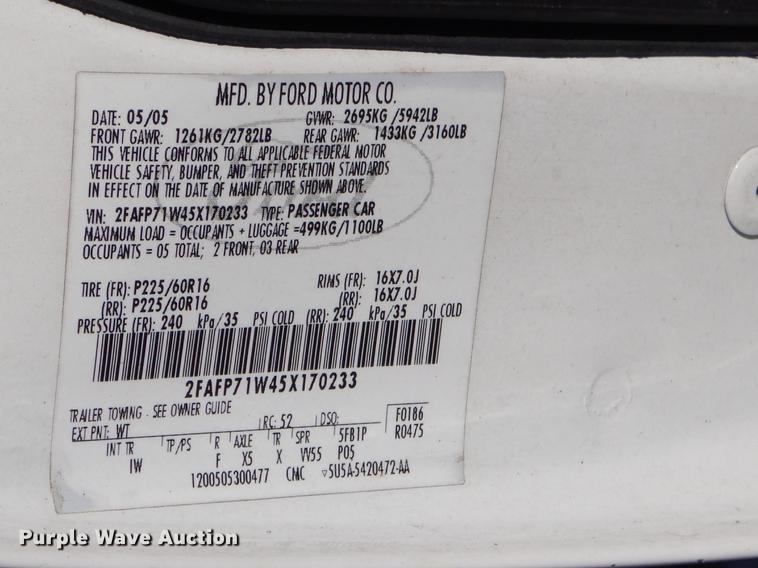 MFD. BY FORD MOTOR CO.
DATE: 05/05 GVWR: 2695KG /5942LB
FRONT GAWR: 1261KG/2782LB REAR GAWR: 1433KG /3160LB
THIS VEHICLE CONFORMS TO ALL APPLICABLE FEDERAL MOTOR
VEHICLE SAFETY, BUMPER, AND THEFT PREVENTION STANDARDS
IN EFFECT ON THE DATE OF MANUFACTURE SHOWN ABOVE.
VIN: 2FAFP71W45X170233 TYPE: PASSENGER CAR
MAXIMUM LOAD = OCCUPANTS + LUGGAGE =499KG/1100LB
OCCUPANTS = 05 TOTAL; 2 FRONT, 03 REAR
TIRE (FR): P225/60R16 RIMS (FR): 16X7.0J
(RR): P225/60R16 (RR): 16X7.0J
PRESSURE (FR): 240 kPa/35 PSI COLD (RR): 240 kPa/35 PSI COLD
2FAFP71W45X170233
TRAILER TOWING - SEE OWNER GUIDE
EXT PNT: WT RC: 52 DSO: F0186
INT TR TP/PS R AXLE TR SPR 5FB1P R0475
IW F X5 X VV55 P05
1200505300477 CMC ▽5U5A-5420472-AA
Purple Wave Auction